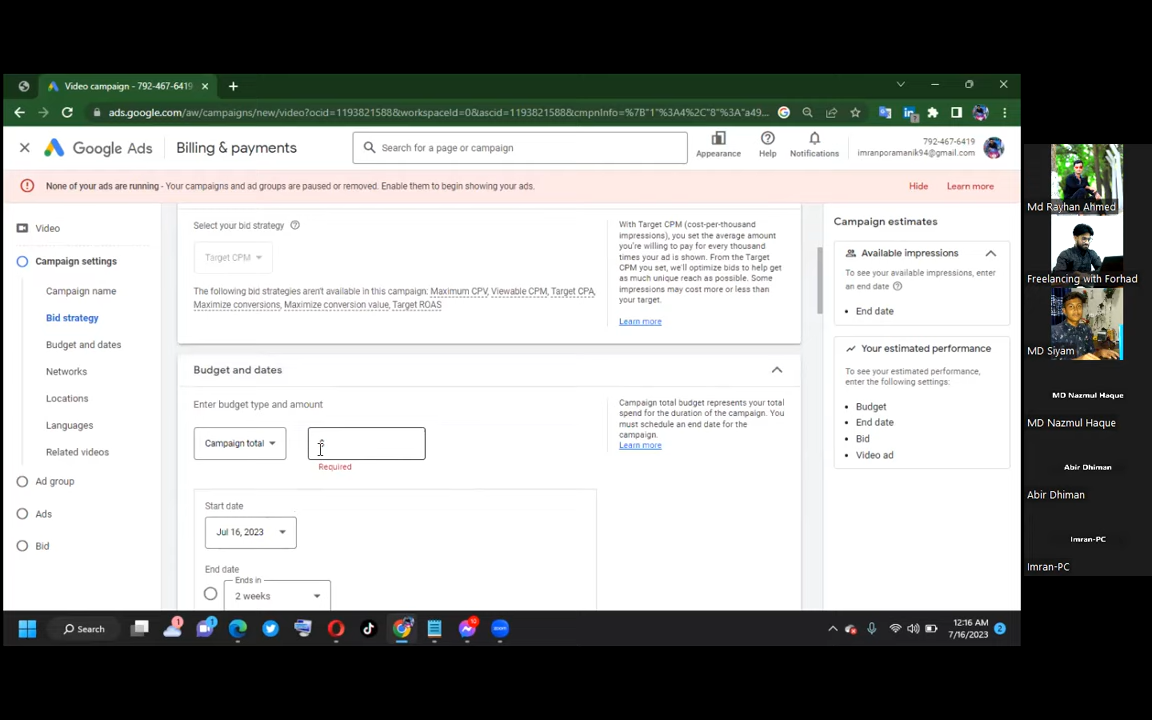 Video campaign - 792-467-6419
ads.google.com/aw/campaigns/new/video?ocid=1193821588&workspaceId=0&ascid=1193821588&cmpnInfo=%7B"1"%3A4%2C"8"%3A"a49...
Google Ads
Billing & payments
Search for a page or campaign
Appearance
Help
Notifications
792-467-6419
imranporamanik94@gmail.com
None of your ads are running - Your campaigns and ad groups are paused or removed. Enable them to begin showing your ads.
Hide
Learn more
Video
Campaign settings
Campaign name
Bid strategy
Budget and dates
Networks
Locations
Languages
Related videos
Ad group
Ads
Bid
Select your bid strategy
Target CPM
The following bid strategies aren't available in this campaign: Maximum CPV, Viewable CPM, Target CPA,
Maximize conversions, Maximize conversion value, Target ROAS
With Target CPM (cost-per-thousand
impressions), you set the average amount
you're willing to pay for every thousand
times your ad is shown. From the Target
CPM you set, we'll optimize bids to help get
as much unique reach as possible. Some
impressions may cost more or less than
your target.
Learn more
Budget and dates
Enter budget type and amount
Campaign total
Required
Campaign total budget represents your total
spend for the duration of the campaign. You
must schedule an end date for the
campaign.
Learn more
Start date
Jul 16, 2023
End date
Ends in
2 weeks
Campaign estimates
Available impressions
To see your available impressions, enter
an end date
• End date
Your estimated performance
To see your estimated performance,
enter the following settings:
• Budget
• End date
• Bid
• Video ad
Md Rayhan Ahmed
Freelancing with Forhad
MD Siyam
MD Nazmul Haque
MD Nazmul Haque
Abir Dhiman
Abir Dhiman
Imran-PC
Imran-PC
Search
12:16 AM
7/16/2023